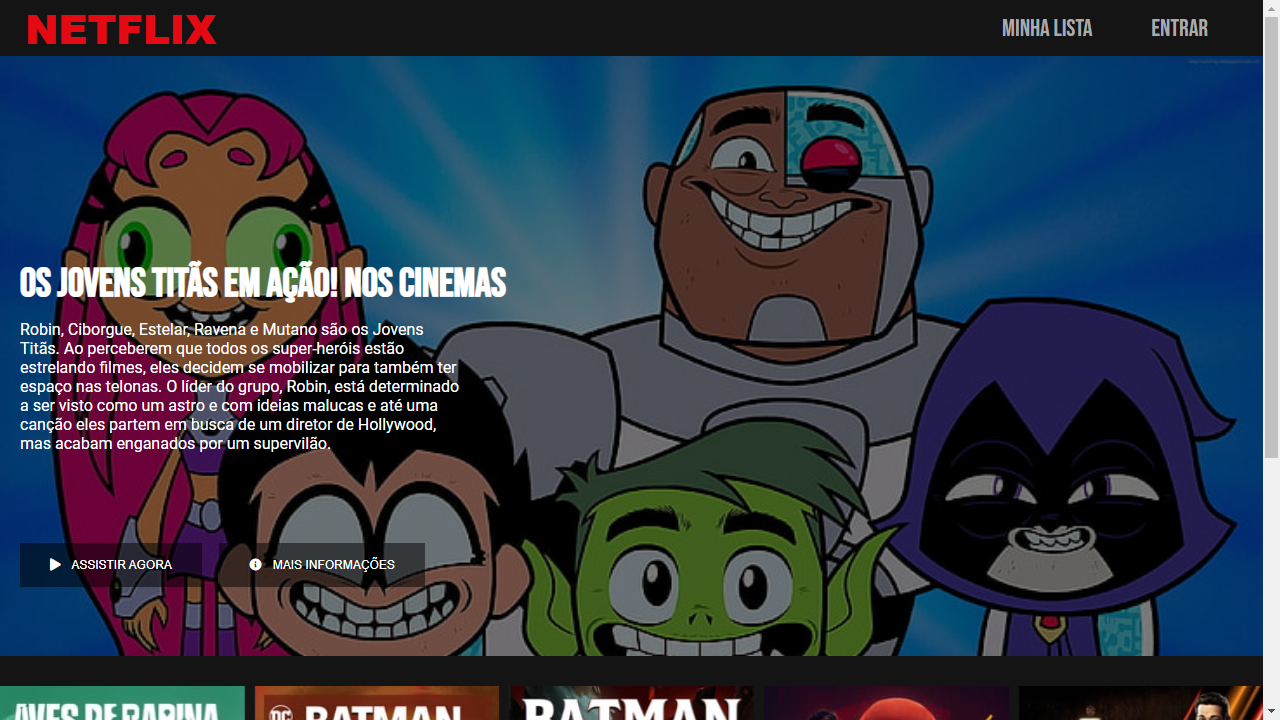 NETFLIX
MINHA LISTA
ENTRAR
OS JOVENS TITÃS EM AÇÃO! NOS CINEMAS
Robin, Ciborgue, Estelar, Ravena e Mutano são os Jovens
Titãs. Ao perceberem que todos os super-heróis estão
estrelando filmes, eles decidem se mobilizar para também ter
espaço nas telonas. O líder do grupo, Robin, está determinado
a ser visto como um astro e com ideias malucas e até uma
canção eles partem em busca de um diretor de Hollywood,
mas acabam enganados por um supervilão.
ASSISTIR AGORA
MAIS INFORMAÇÕES
AVES DE RAPINA
DC
BATMAN
BATMAN